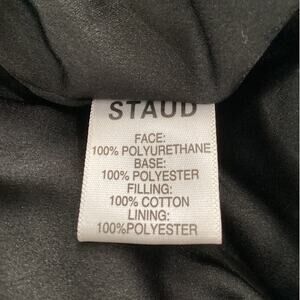 STAUD
FACE:
100% POLYURETHANE
BASE:
100% POLYESTER
FILLING:
100% COTTON
LINING:
100%POLYESTER